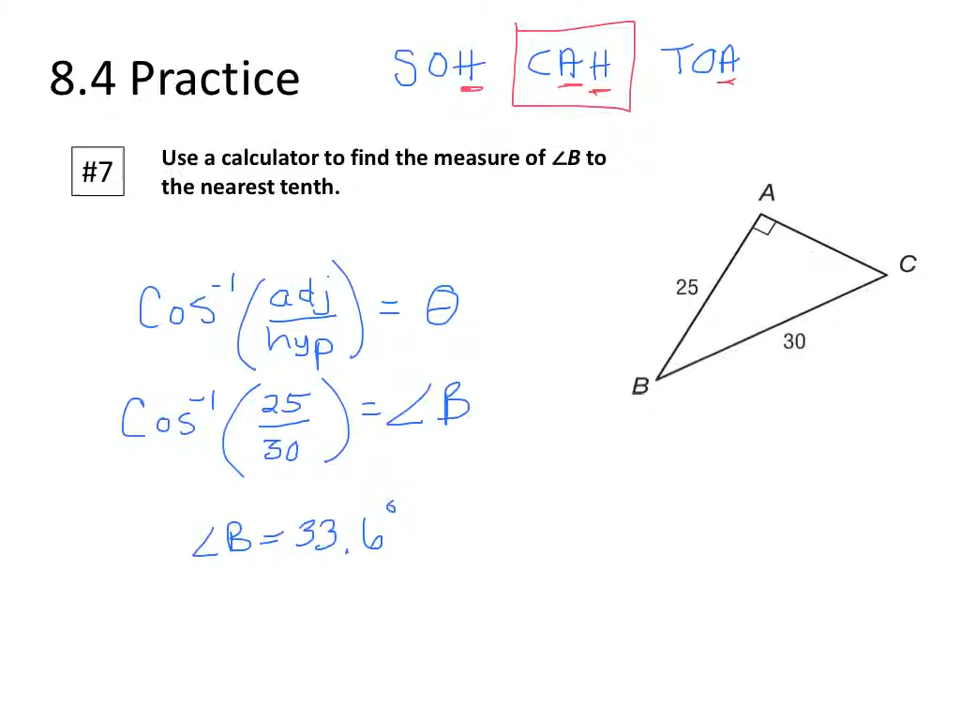 8.4 Practice SOH CAH TOA
#7 Use a calculator to find the measure of ∠B to
the nearest tenth.
A
C
25
30
B
Cos⁻¹(adj/hyp) = θ
Cos⁻¹(25/30) = ∠B
∠B = 33.6°